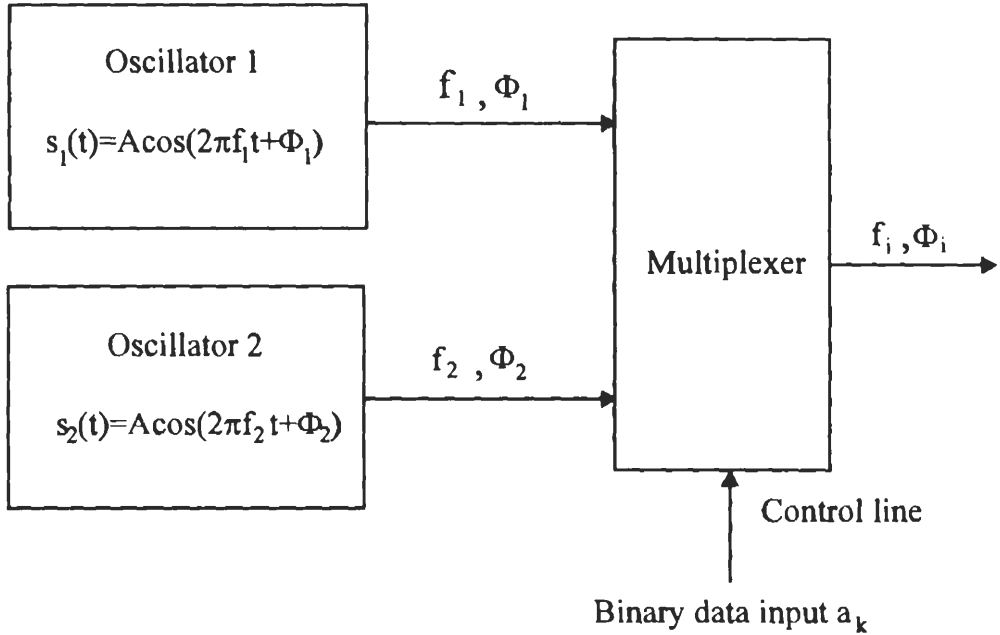 Oscillator 1
s₁(t)=Acos(2πf₁t+Φ₁)
f₁ ,Φ₁
Multiplexer
fᵢ ,Φᵢ
Oscillator 2
s₂(t)=Acos(2πf₂t+Φ₂)
f₂ ,Φ₂
Control line
Binary data input aₖ